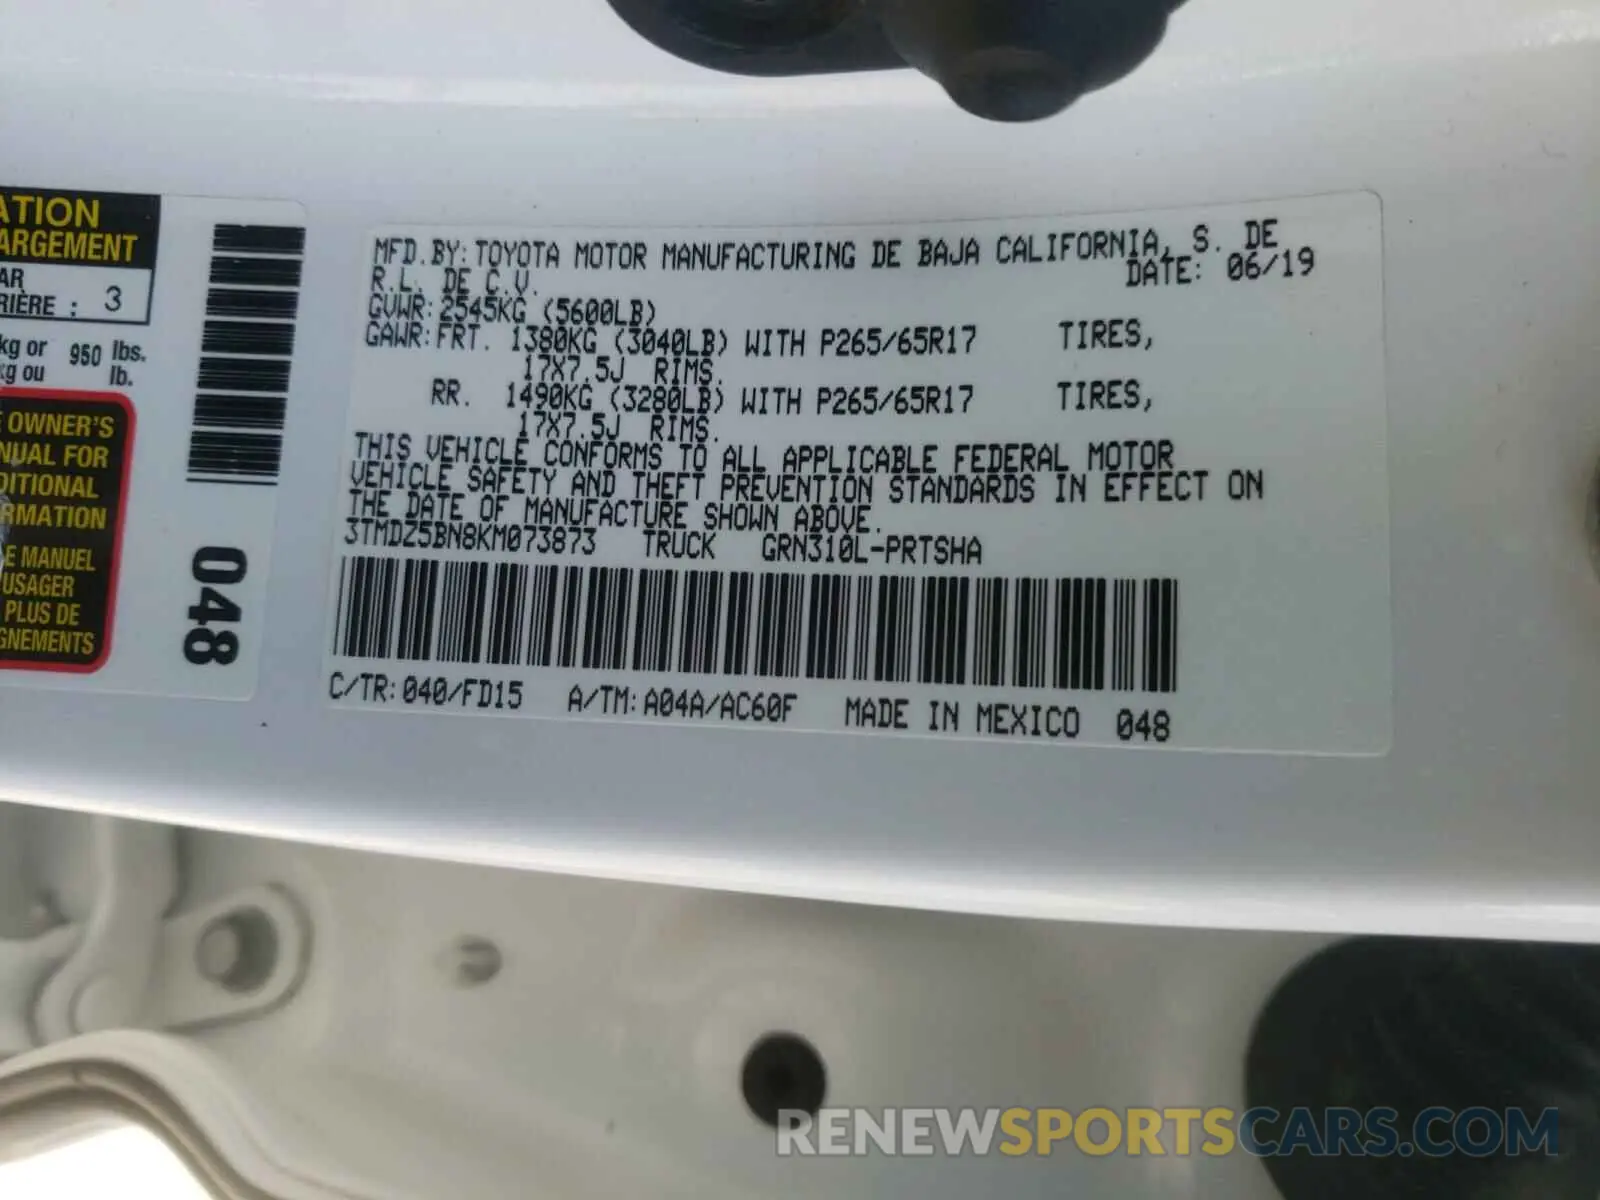 ATION
ARGEMENT
AR
RIÈRE : 3
kg or 950 lbs.
kg ou lb.
E OWNER'S
NUAL FOR
DITIONAL
RMATION
E MANUEL
USAGER
PLUS DE
GNEMENTS
048
MFD.BY: TOYOTA MOTOR MANUFACTURING DE BAJA CALIFORNIA, S. DE
R.L. DE C.V. DATE: 06/19
GVWR: 2545KG (5600LB)
GAWR: FRT. 1380KG (3040LB) WITH P265/65R17 TIRES,
17X7.5J RIMS.
RR. 1490KG (3280LB) WITH P265/65R17 TIRES,
17X7.5J RIMS.
THIS VEHICLE CONFORMS TO ALL APPLICABLE FEDERAL MOTOR
VEHICLE SAFETY AND THEFT PREVENTION STANDARDS IN EFFECT ON
THE DATE OF MANUFACTURE SHOWN ABOVE.
3TMDZ5BN8KM073873 TRUCK GRN310L-PRTSHA
C/TR: 040/FD15 A/TM: A04A/AC60F MADE IN MEXICO 048
RENEWSPORTSCARS.COM